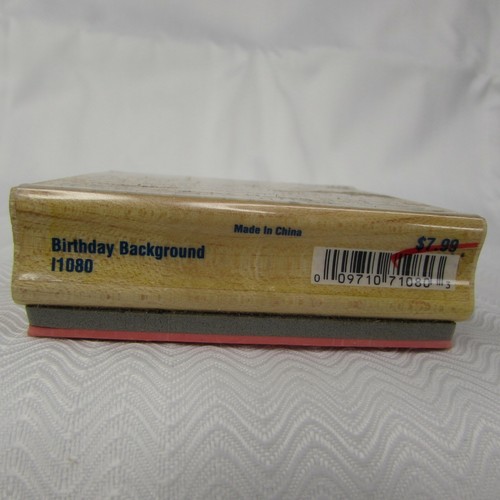 Made In China
$7.99
Birthday Background
I1080
0 09710 71080 3